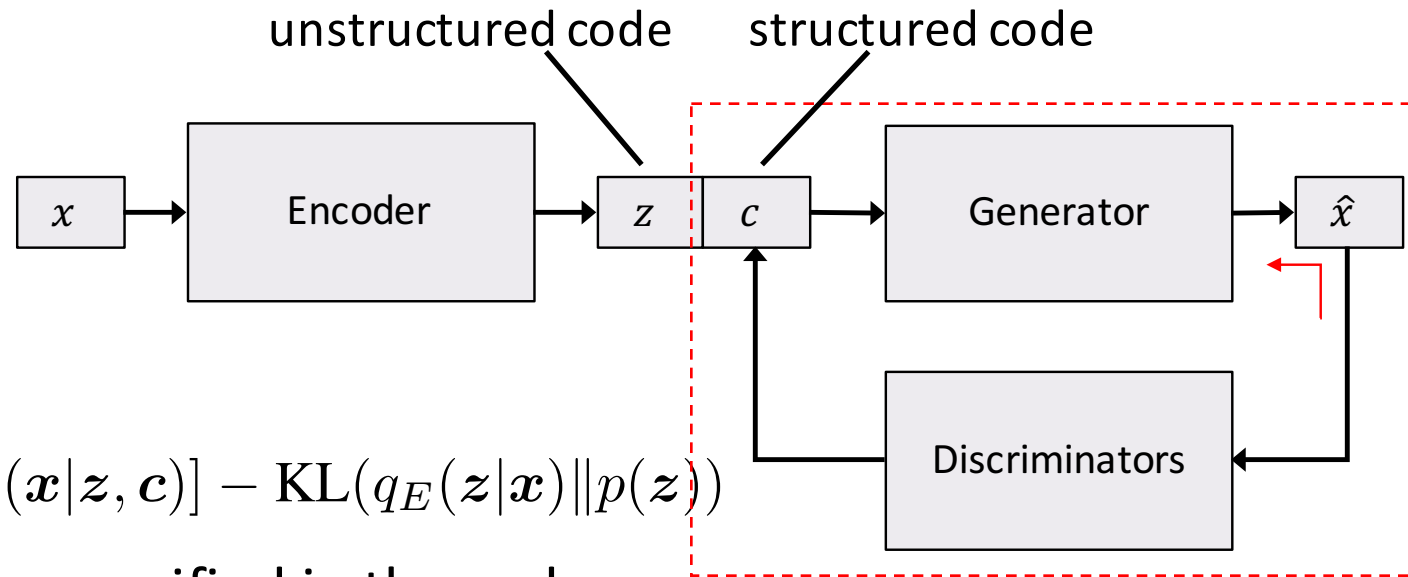 unstructured code structured code
x Encoder z c Generator x̂
Discriminators
(x|z, c)] − KL(q_E(z|x)‖p(z))